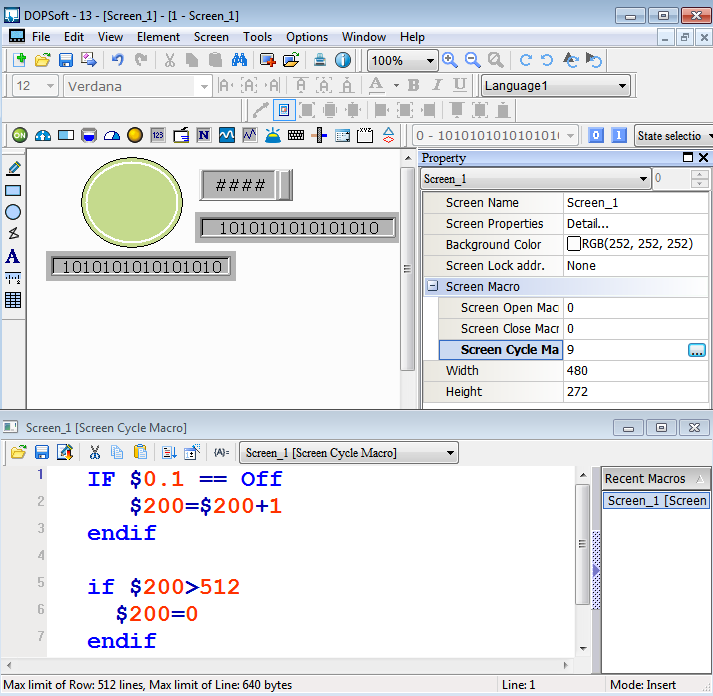 DOPSoft - 13 - [Screen_1] - [1 - Screen_1]
File Edit View Element Screen Tools Options Window Help
100%
12 Verdana A A A A A A A B I U Language1
ON 123 N XYZ 0 - 1010101010101010 0 1 State selectio
Property
Screen_1 0
Screen Name Screen_1
Screen Properties Detail...
Background Color RGB(252, 252, 252)
Screen Lock addr. None
Screen Macro
Screen Open Mac 0
Screen Close Macr 0
Screen Cycle Ma 9 ...
Width 480
Height 272
####
1010101010101010
1010101010101010
A
Screen_1 [Screen Cycle Macro]
(A)= Screen_1 [Screen Cycle Macro]
1 IF $0.1 == Off
2 $200=$200+1
3 endif
4
5 if $200>512
6 $200=0
7 endif
Recent Macros
Screen_1 [Screen
Max limit of Row: 512 lines, Max limit of Line: 640 bytes Line: 1 Mode: Insert